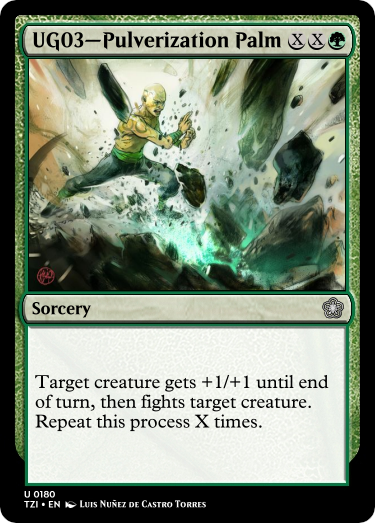 UG03—Pulverization Palm X X
Sorcery
Target creature gets +1/+1 until end
of turn, then fights target creature.
Repeat this process X times.
U 0180
TZI • EN Luis Nuñez de Castro Torres